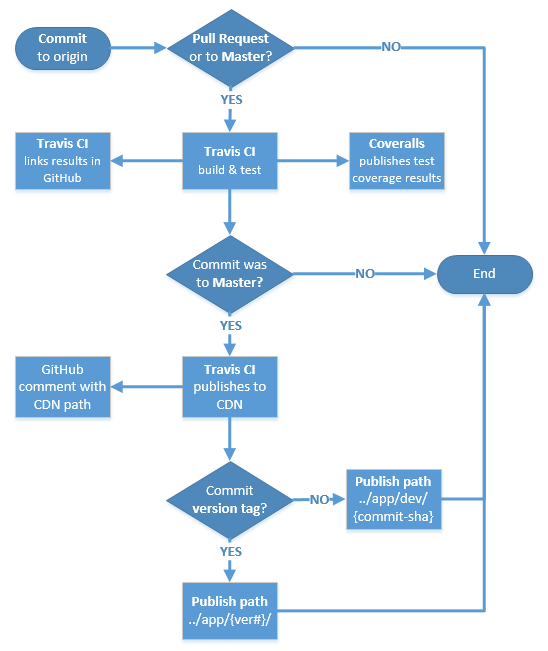 Commit
to origin
Pull Request
or to Master?
NO
YES
Travis CI
links results in
GitHub
Travis CI
build & test
Coveralls
publishes test
coverage results
Commit was
to Master?
NO
End
YES
GitHub
comment with
CDN path
Travis CI
publishes to
CDN
Commit
version tag?
NO
Publish path
../app/dev/
{commit-sha}
YES
Publish path
../app/{ver#}/